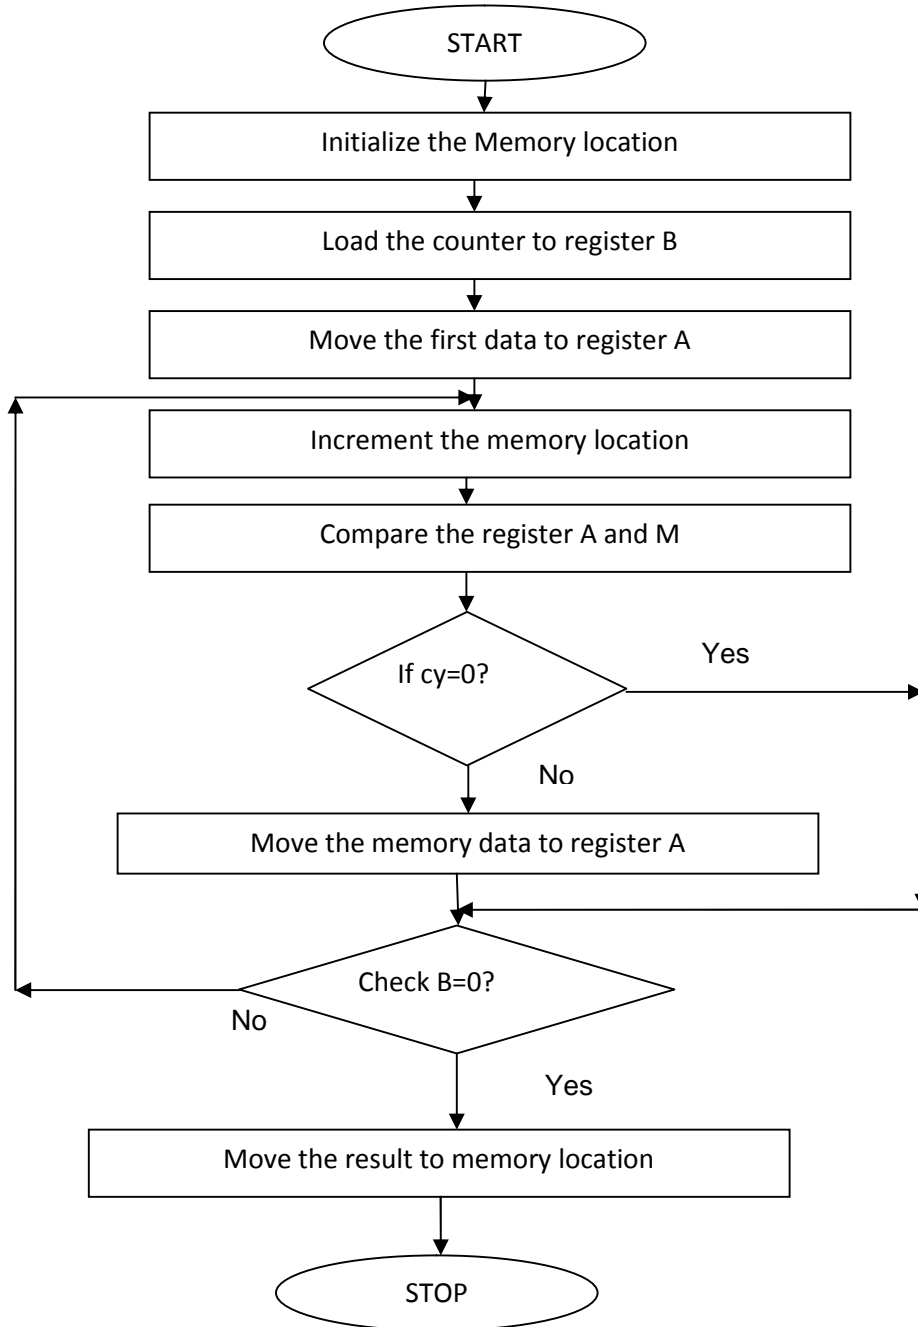 START
Initialize the Memory location
Load the counter to register B
Move the first data to register A
Increment the memory location
Compare the register A and M
If cy=0?
Yes
No
Move the memory data to register A
Check B=0?
No
Yes
Move the result to memory location
STOP